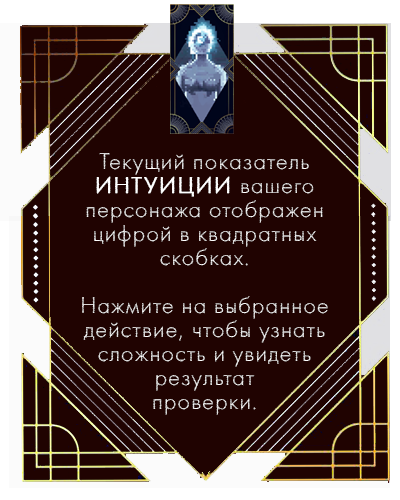 Текущий показатель
ИНТУИЦИИ вашего
персонажа отображен
цифрой в квадратных
скобках.
Нажмите на выбранное
действие, чтобы узнать
сложность и увидеть
результат
проверки.